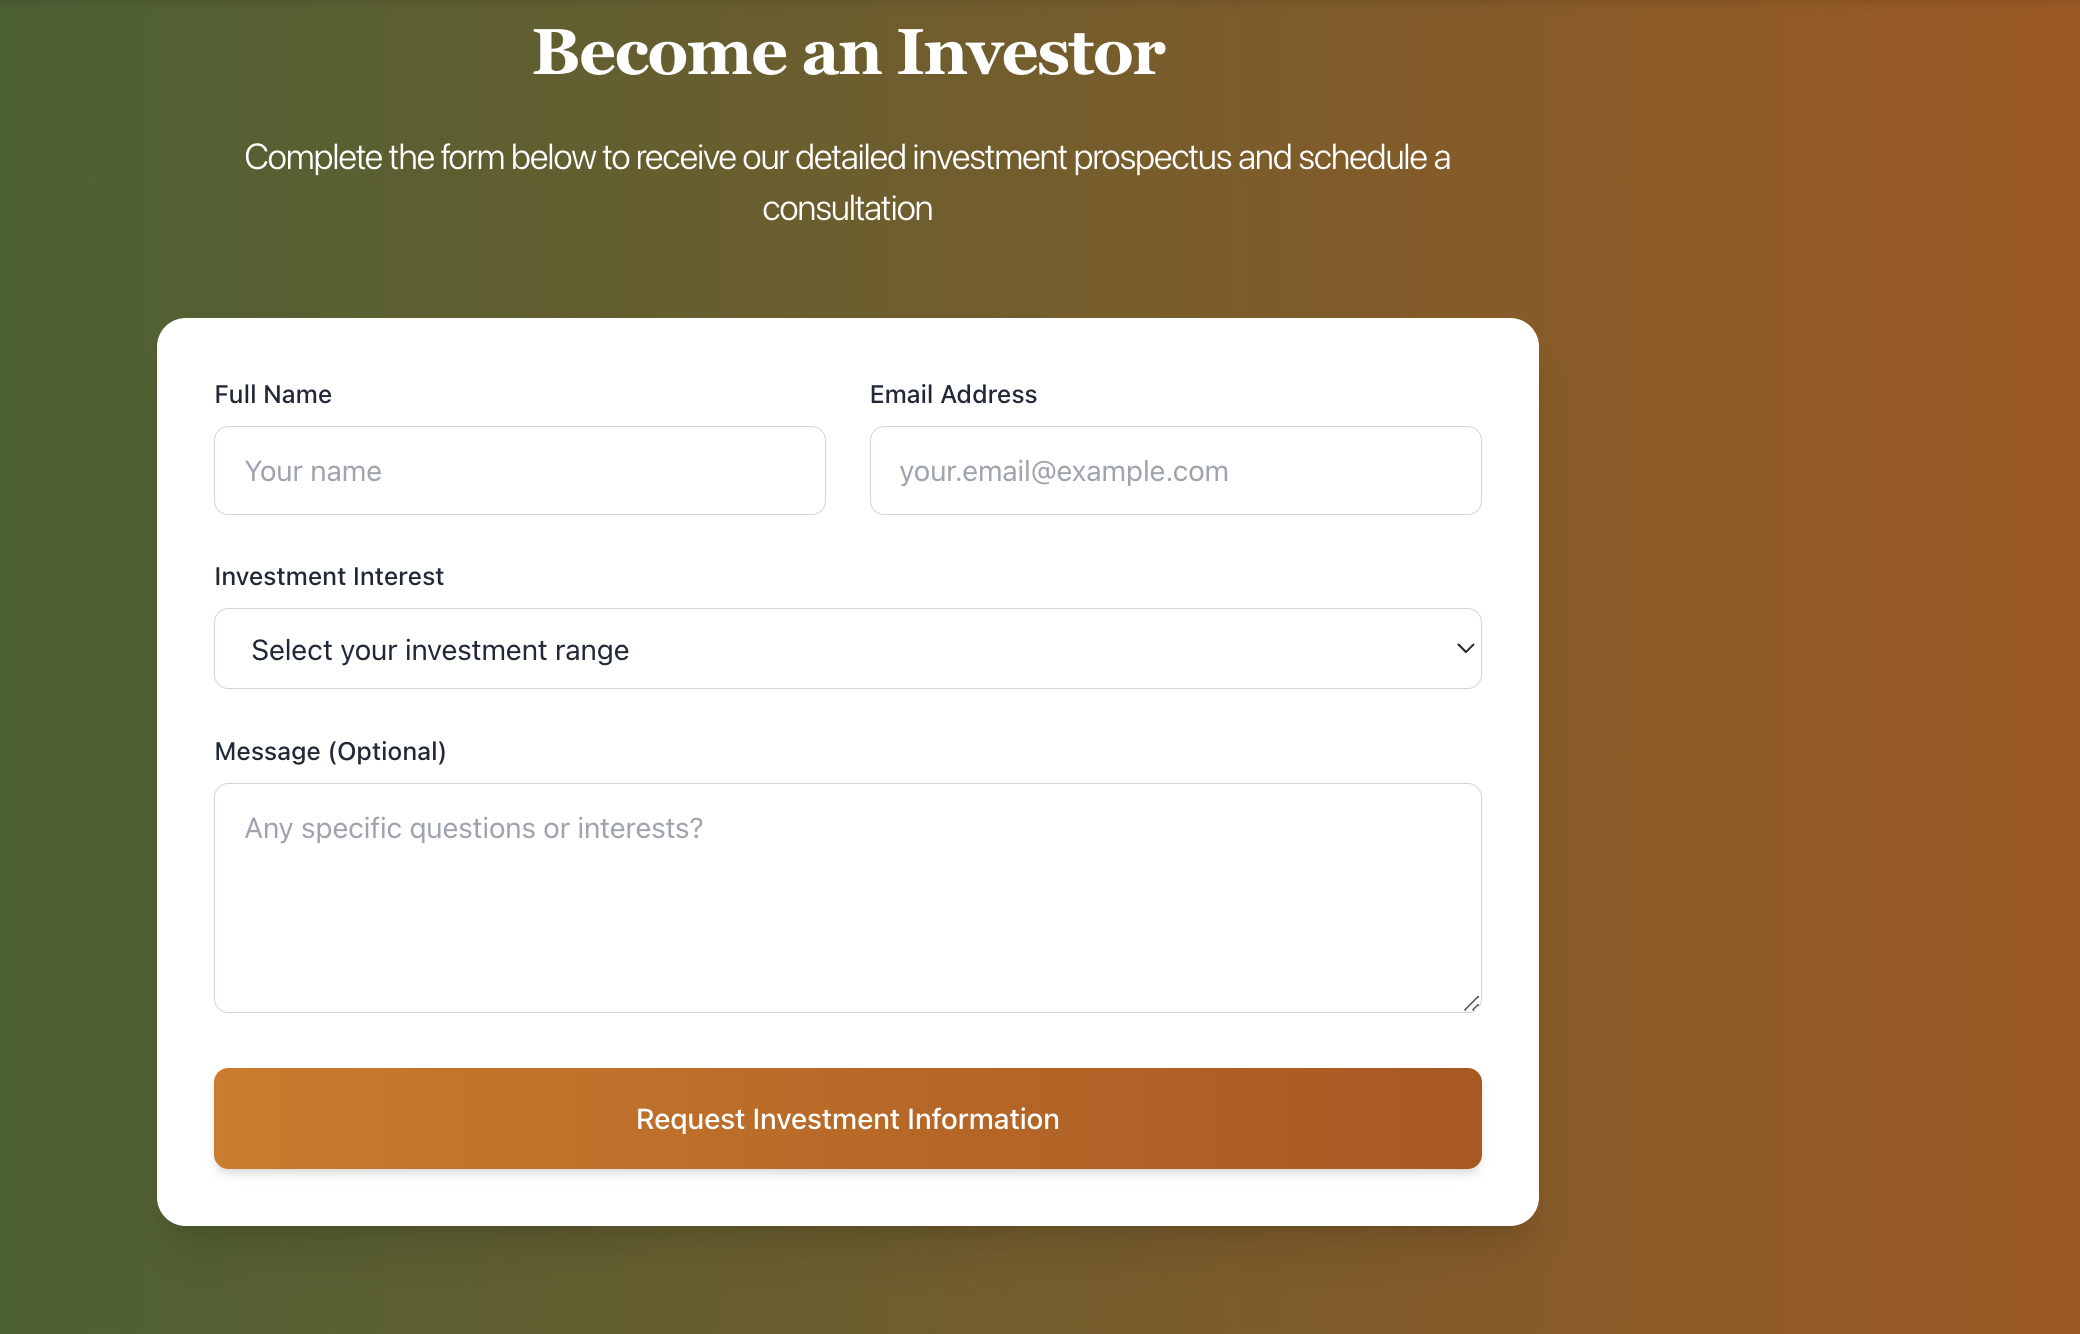 Become an Investor
Complete the form below to receive our detailed investment prospectus and schedule a
consultation
Full Name
Email Address
Your name
your.email@example.com
Investment Interest
Select your investment range
Message (Optional)
Any specific questions or interests?
Request Investment Information